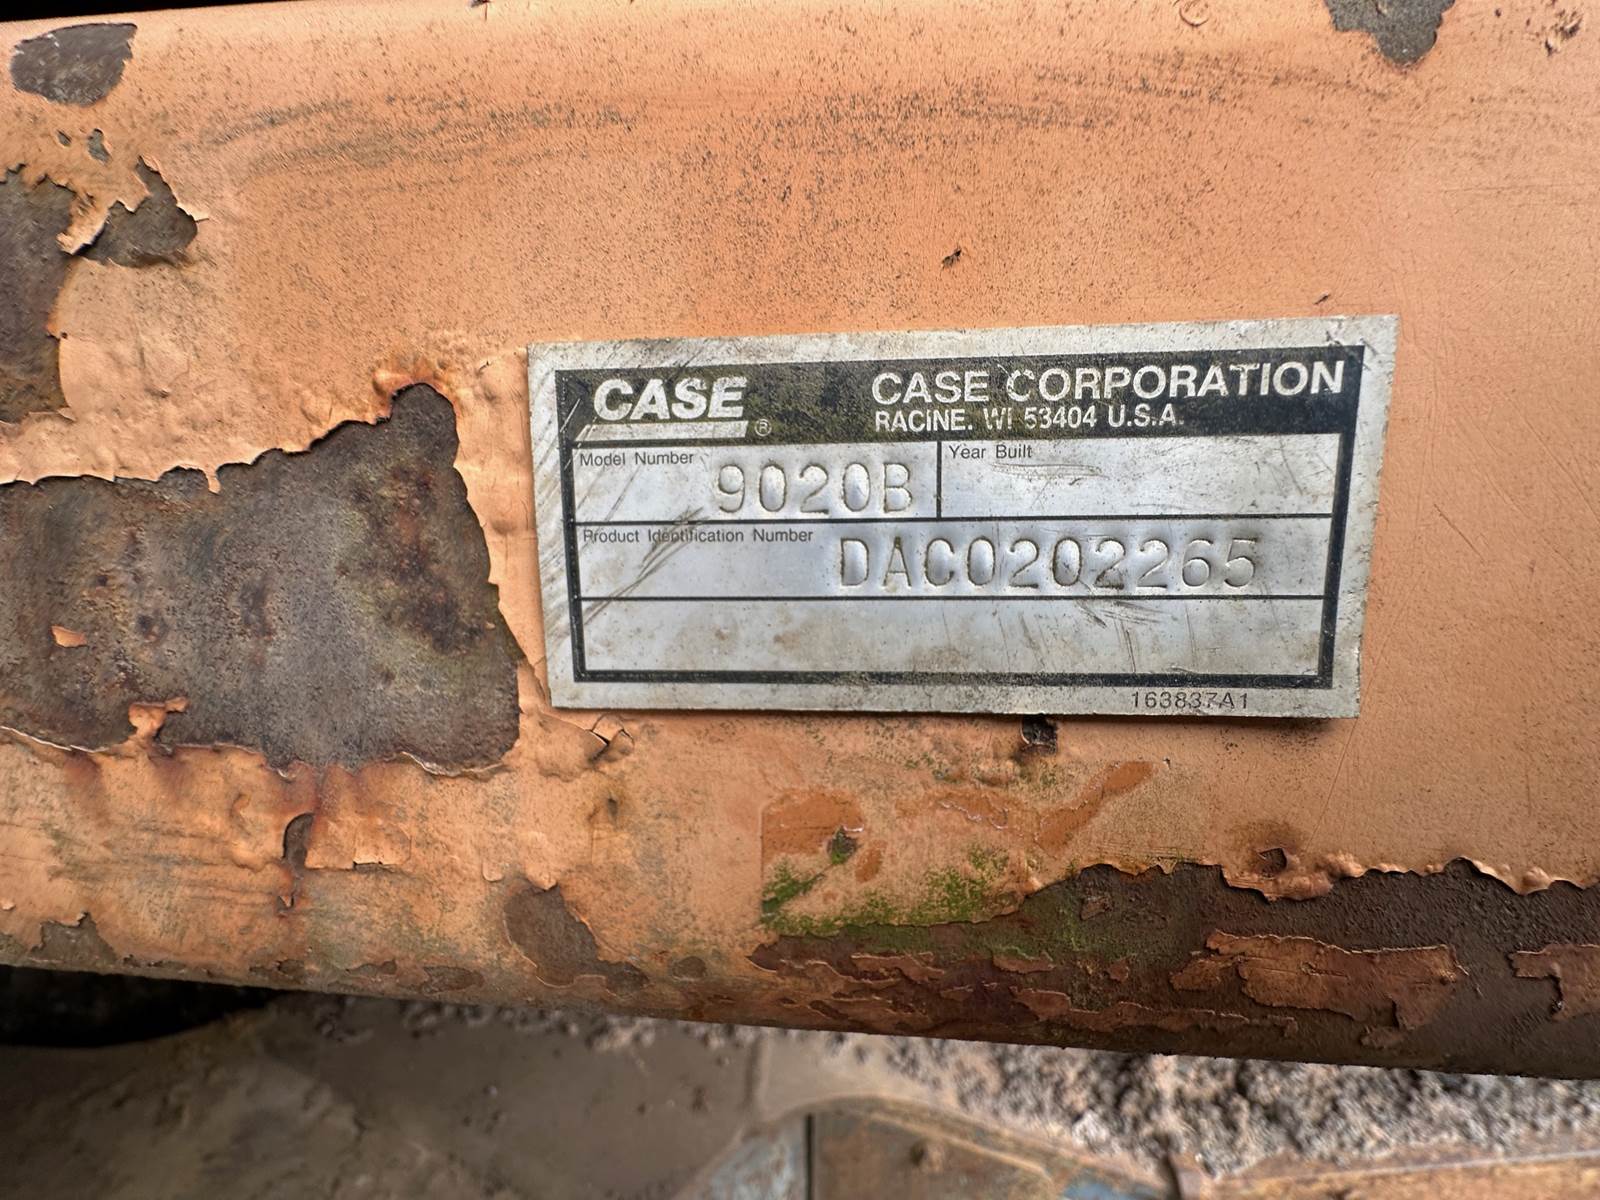 CASE ®
CASE CORPORATION
RACINE. WI 53404 U.S.A.
Model Number 9020B
Year Built
Product Identification Number DAC0202265
163837A1